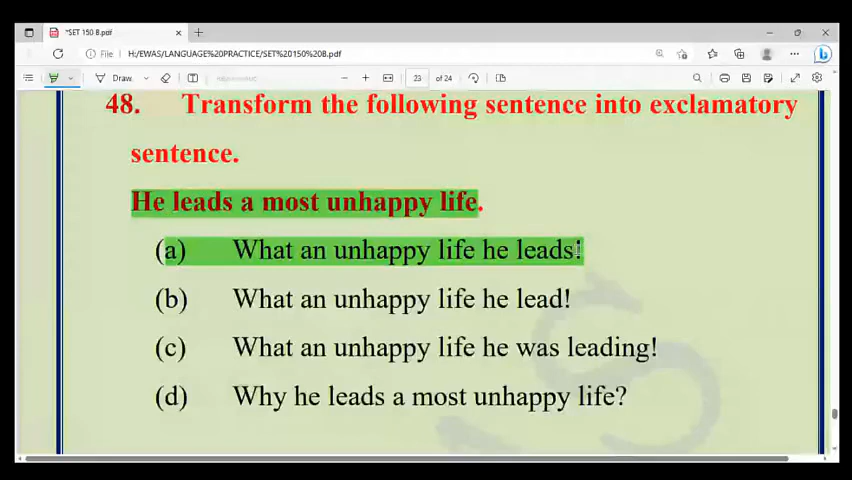 *SET 150 B.pdf
File H:/EWAS/LANGUAGE%20PRACTICE/SET%20150%20B.pdf
Draw 23 of 24
48. Transform the following sentence into exclamatory
sentence.
He leads a most unhappy life.
(a) What an unhappy life he leads!
(b) What an unhappy life he lead!
(c) What an unhappy life he was leading!
(d) Why he leads a most unhappy life?